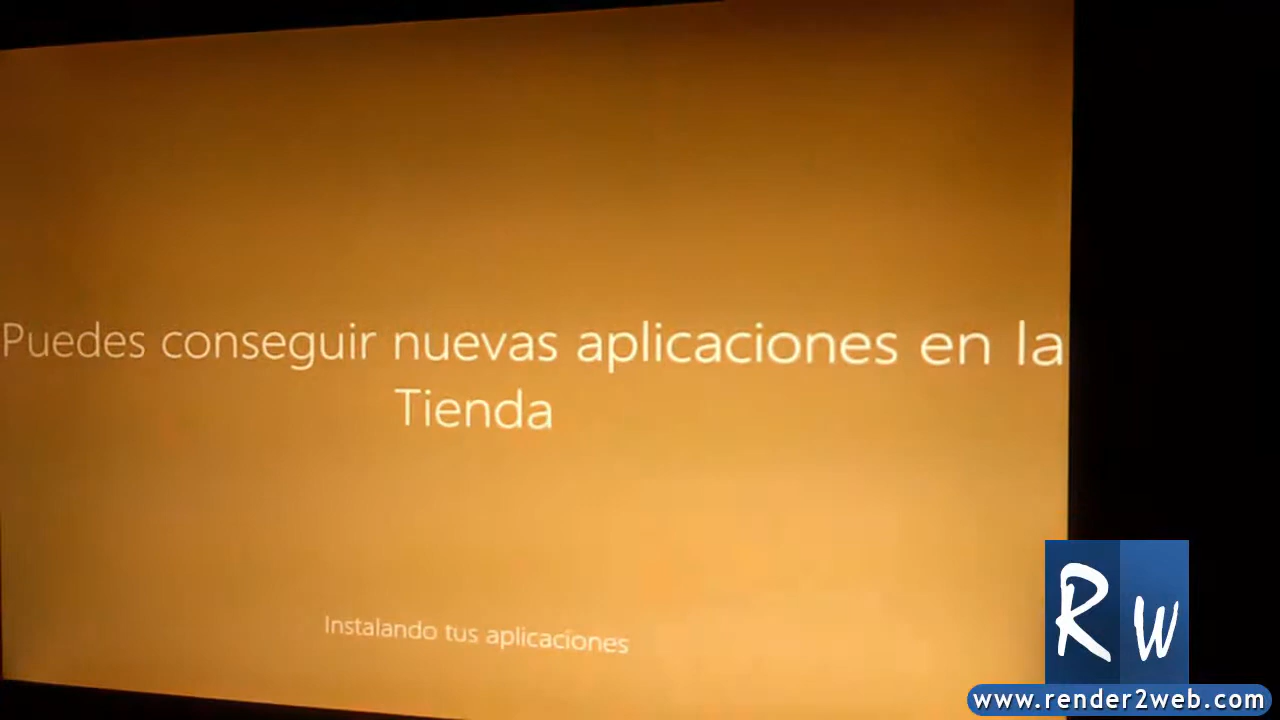 Puedes conseguir nuevas aplicaciones en la
Tienda
Instalando tus aplicaciones
Rw
www.render2web.com